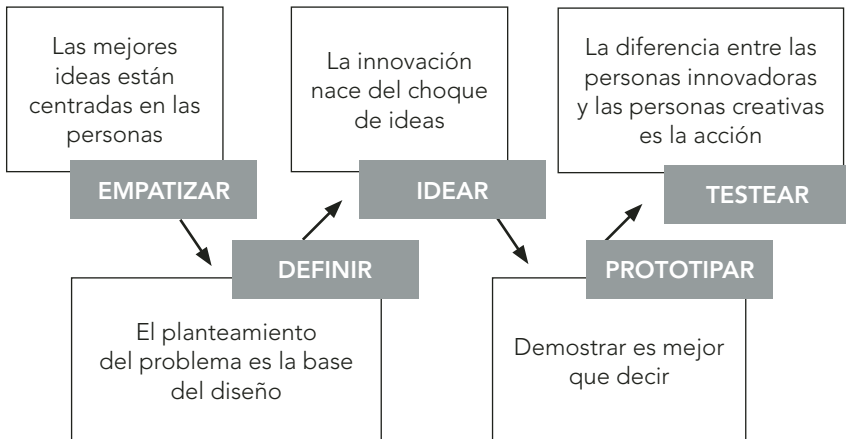 Las mejores
ideas están
centradas en las
personas
EMPATIZAR
El planteamiento
del problema es la base
del diseño
DEFINIR
La innovación
nace del choque
de ideas
IDEAR
Demostrar es mejor
que decir
PROTOTIPAR
La diferencia entre las
personas innovadoras
y las personas creativas
es la acción
TESTEAR